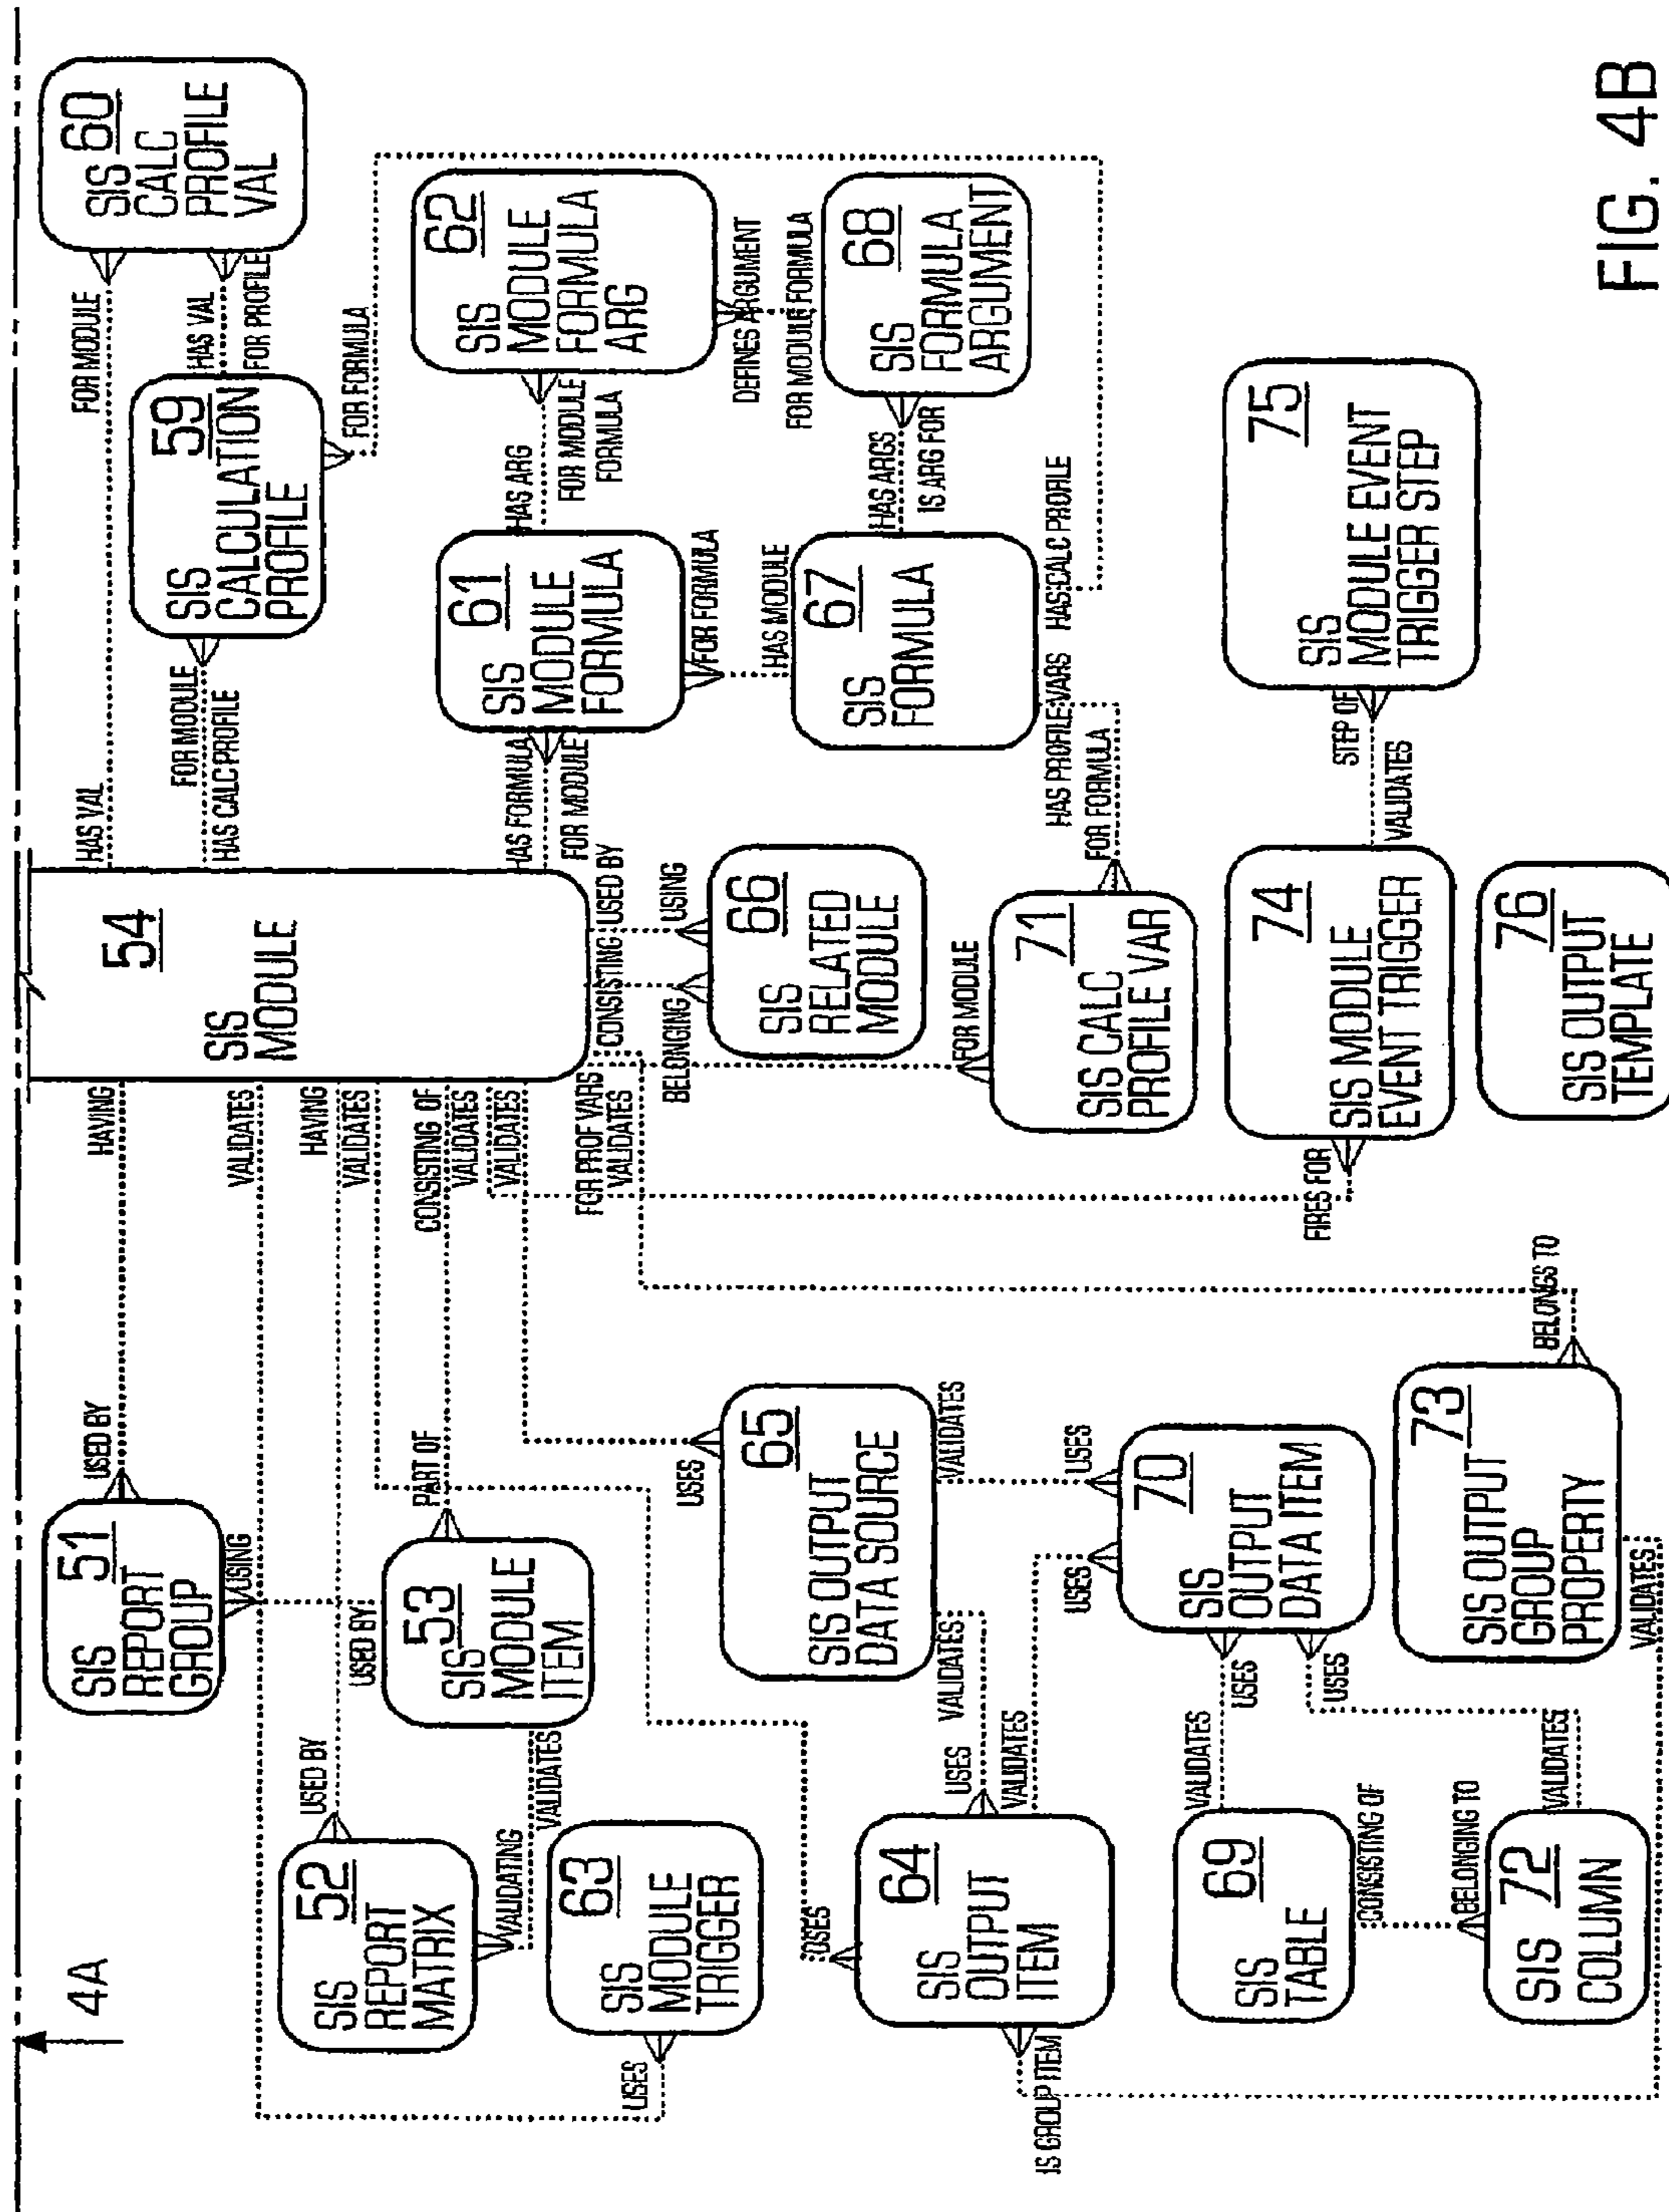 4A
SIS 51
REPORT
GROUP
USED BY
HAVING
USING
VALIDATES
SIS 52
REPORT
MATRIX
USED BY
HAVING
VALIDATES
VALIDATING
USED BY
SIS 53
MODULE
ITEM
PART OF
CONSISTING OF
VALIDATES
VALIDATES
VALIDATES
SIS 63
MODULE
TRIGGER
USES
54
SIS
MODULE
HAS VAL
FOR MODULE
SIS 60
CALC
PROFILE
VAL
HAS VAL
FOR PROFILE
FOR MODULE
HAS CALC PROFILE
SIS 59
CALCULATION
PROFILE
FOR FORMULA
HAS FORMULA
FOR MODULE
SIS 61
MODULE
FORMULA
HAS ARG
FOR MODULE
FORMULA
SIS 62
MODULE
FORMULA
ARG
FOR FORMULA
HAS MODULE
DEFINES ARGUMENT
FOR MODULE FORMULA
CONSISTING
USED BY
BELONGING
USING
SIS 66
RELATED
MODULE
SIS 67
FORMULA
HAS ARGS
IS ARG FOR
SIS 68
FORMULA
ARGUMENT
HAS PROFILE VARS
HAS CALC PROFILE
FOR FORMULA
FOR PROF VARS
VALIDATES
FOR MODULE
SIS CALC 71
PROFILE VAR
USES
SIS OUTPUT 65
DATA SOURCE
VALIDATES
VALIDATES
USES
SIS 64
OUTPUT
ITEM
USES
VALIDATES
IS GROUP ITEM
USES
USES
SIS 70
OUTPUT
DATA ITEM
USES
USES
VALIDATES
SIS 69
TABLE
CONSISTING OF
BELONGING TO
SIS 72
COLUMN
VALIDATES
SIS OUTPUT 73
GROUP
PROPERTY
BELONGS TO
VALIDATES
FIRES FOR
74
SIS MODULE
EVENT TRIGGER
STEP OF
VALIDATES
SIS 75
MODULE EVENT
TRIGGER STEP
76
SIS OUTPUT
TEMPLATE
FIG. 4B